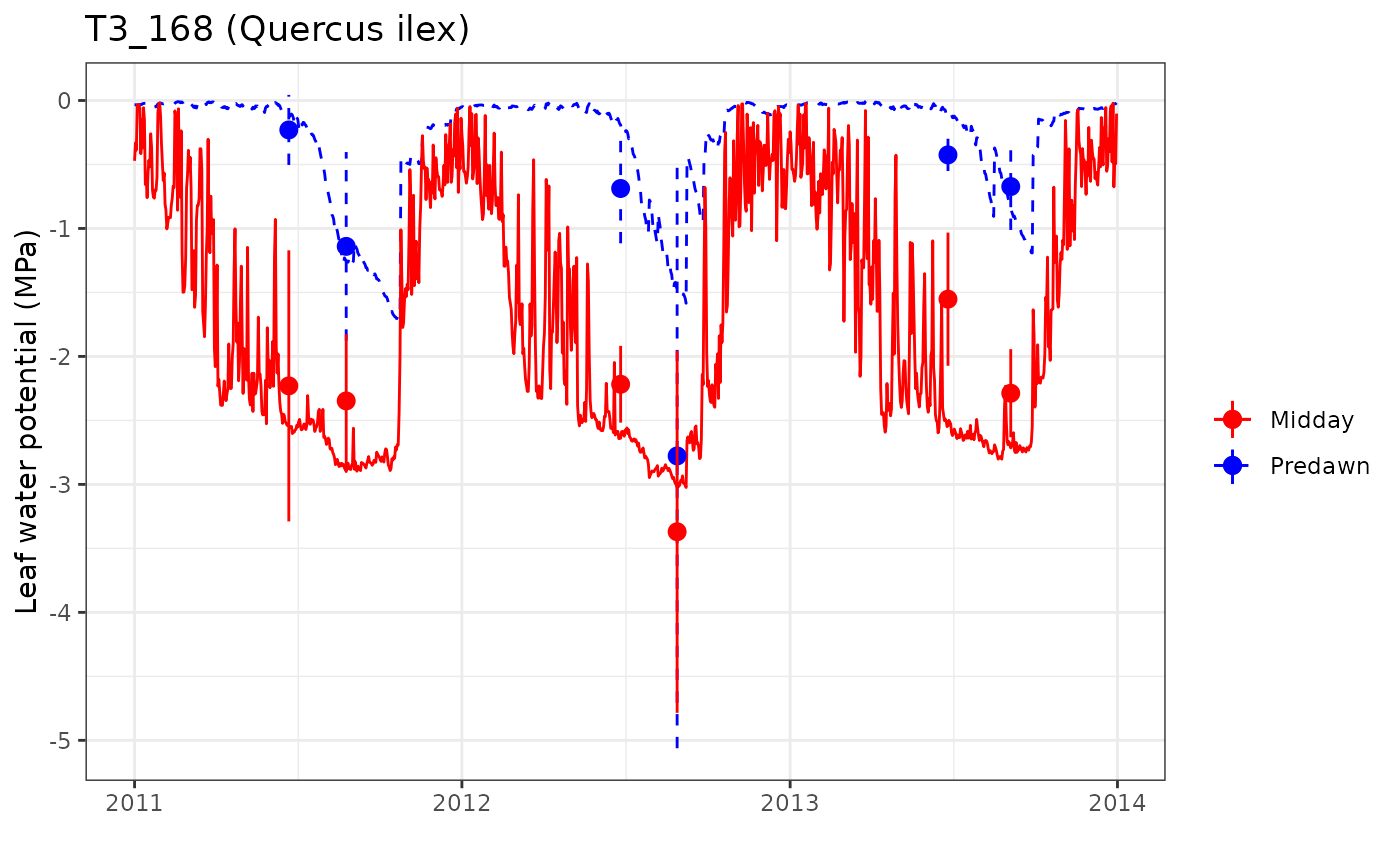 T3_168 (Quercus ilex)
Leaf water potential (MPa)
0
-1
-2
-3
-4
-5
2011
2012
2013
2014
Midday
Predawn